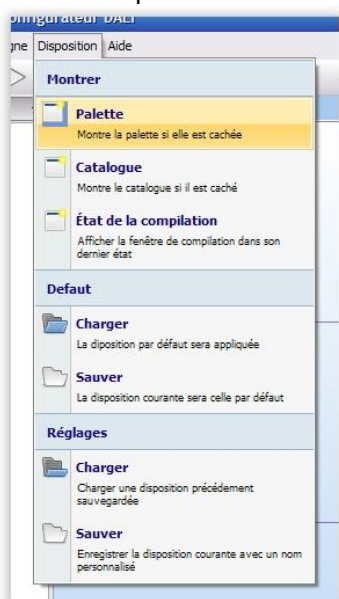 onfigurateur DALI
gne Disposition Aide
Montrer
Palette
Montre la palette si elle est cachée
Catalogue
Montre le catalogue si il est caché
État de la compilation
Afficher la fenêtre de compilation dans son
dernier état
Defaut
Charger
La diposition par défaut sera appliquée
Sauver
La disposition courante sera celle par défaut
Réglages
Charger
Charger une disposition précédement
sauvegardée
Sauver
Enregistrer la disposition courante avec un nom
personnalisé